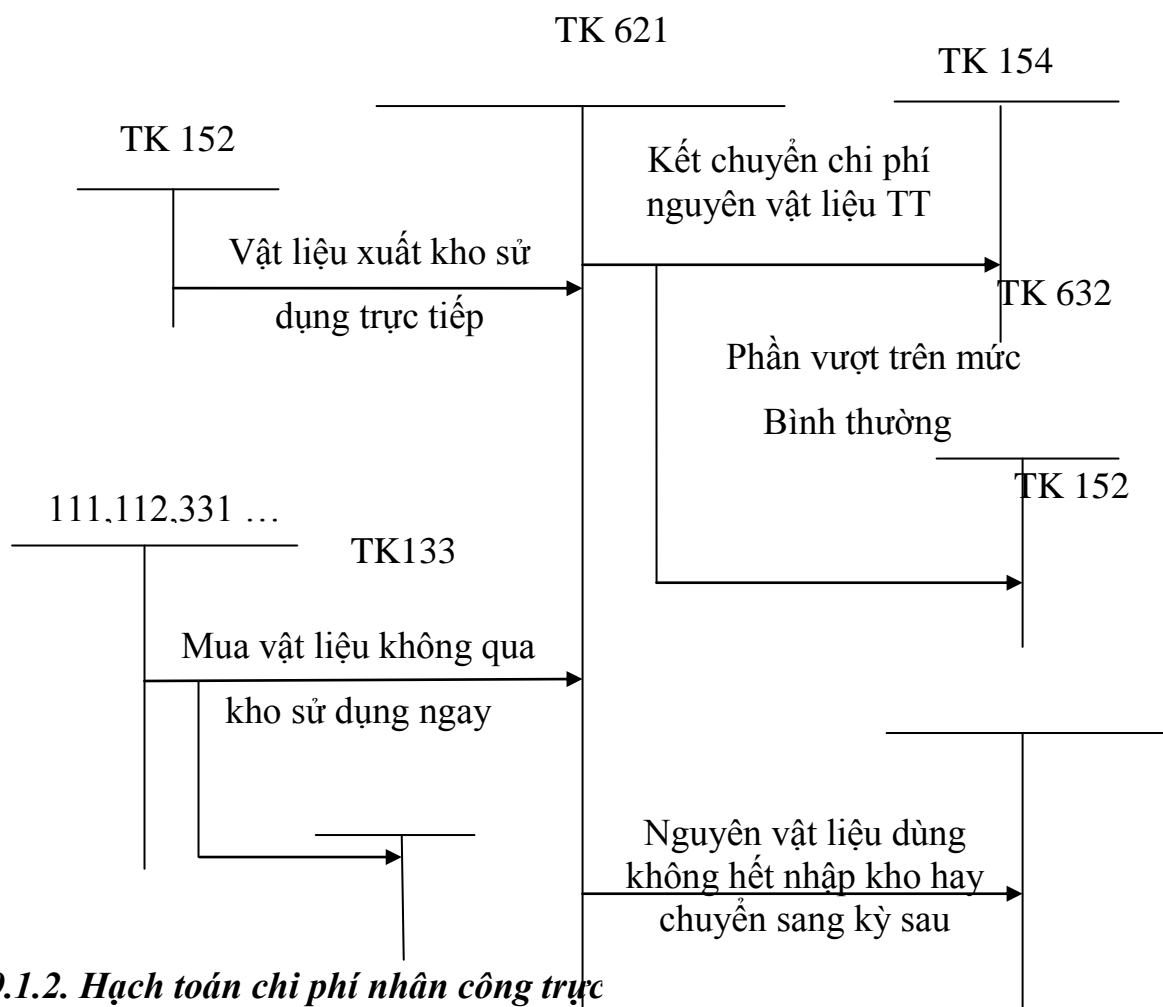 TK 621
TK 154
TK 152
Kết chuyển chi phí
nguyên vật liệu TT
Vật liệu xuất kho sử
dụng trực tiếp
TK 632
Phần vượt trên mức
Bình thường
TK 152
111,112,331 …
TK133
Mua vật liệu không qua
kho sử dụng ngay
Nguyên vật liệu dùng
không hết nhập kho hay
chuyển sang kỳ sau
.1.2. Hạch toán chi phí nhân công trực